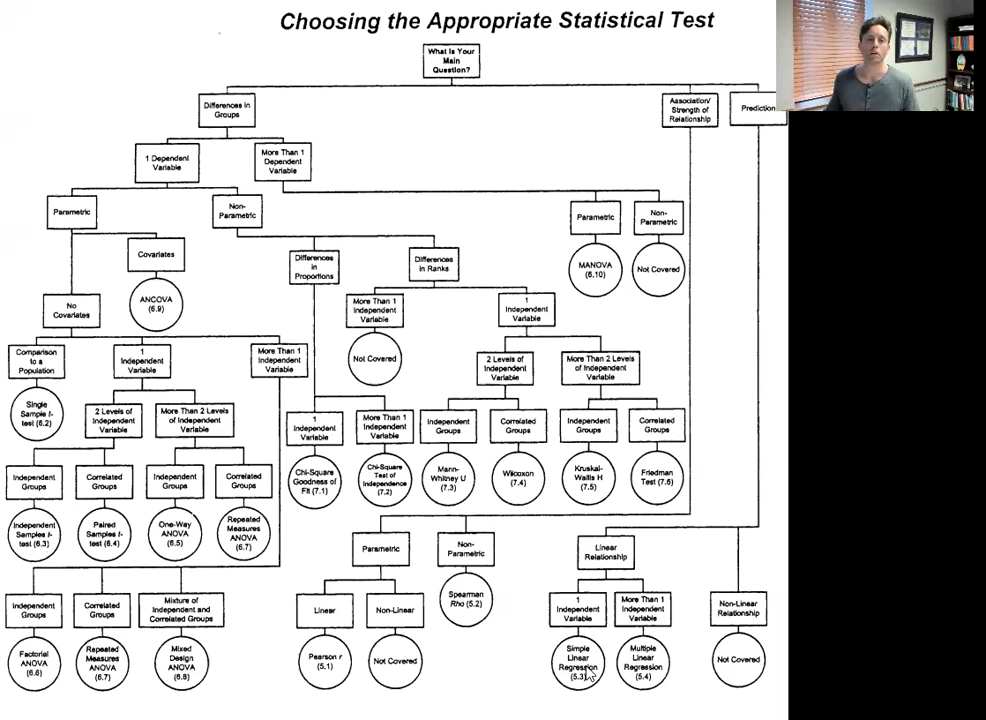 Choosing the Appropriate Statistical Test
What Is Your
Main
Question?
Differences in
Groups
Association/
Strength of
Relationship
Prediction
1 Dependent
Variable
More Than 1
Dependent
Variable
Parametric
Non-
Parametric
Parametric
Non-
Parametric
Covariates
Differences
in
Proportions
Differences
in Ranks
MANOVA
(6.10)
Not Covered
No
Covariates
ANCOVA
(6.9)
More Than 1
Independent
Variable
1
Independent
Variable
Comparison
to a
Population
1
Independent
Variable
More Than 1
Independent
Variable
Not Covered
2 Levels of
Independent
Variable
More Than 2 Levels
of Independent
Variable
Single
Sample t-
test (6.2)
2 Levels of
Independent
Variable
More Than 2 Levels
of Independent
Variable
1
Independent
Variable
More Than 1
Independent
Variable
Independent
Groups
Correlated
Groups
Independent
Groups
Correlated
Groups
Independent
Groups
Correlated
Groups
Independent
Groups
Correlated
Groups
Chi-Square
Goodness of
Fit (7.1)
Chi-Square
Test of
Independence
(7.2)
Mann-
Whitney U
(7.3)
Wilcoxon
(7.4)
Kruskal-
Wallis H
(7.5)
Friedman
Test (7.6)
Independent
Samples t-
test (6.3)
Paired
Samples t-
test (6.4)
One-Way
ANOVA
(6.5)
Repeated
Measures
ANOVA
(6.7)
Parametric
Non-
Parametric
Linear
Relationship
Independent
Groups
Correlated
Groups
Mixture of
Independent and
Correlated Groups
Linear
Non-Linear
Spearman
Rho (5.2)
1
Independent
Variable
More Than 1
Independent
Variable
Non-Linear
Relationship
Factorial
ANOVA
(6.6)
Repeated
Measures
ANOVA
(6.7)
Mixed
Design
ANOVA
(6.8)
Pearson r
(5.1)
Not Covered
Simple
Linear
Regression
(5.3)
Multiple
Linear
Regression
(5.4)
Not Covered